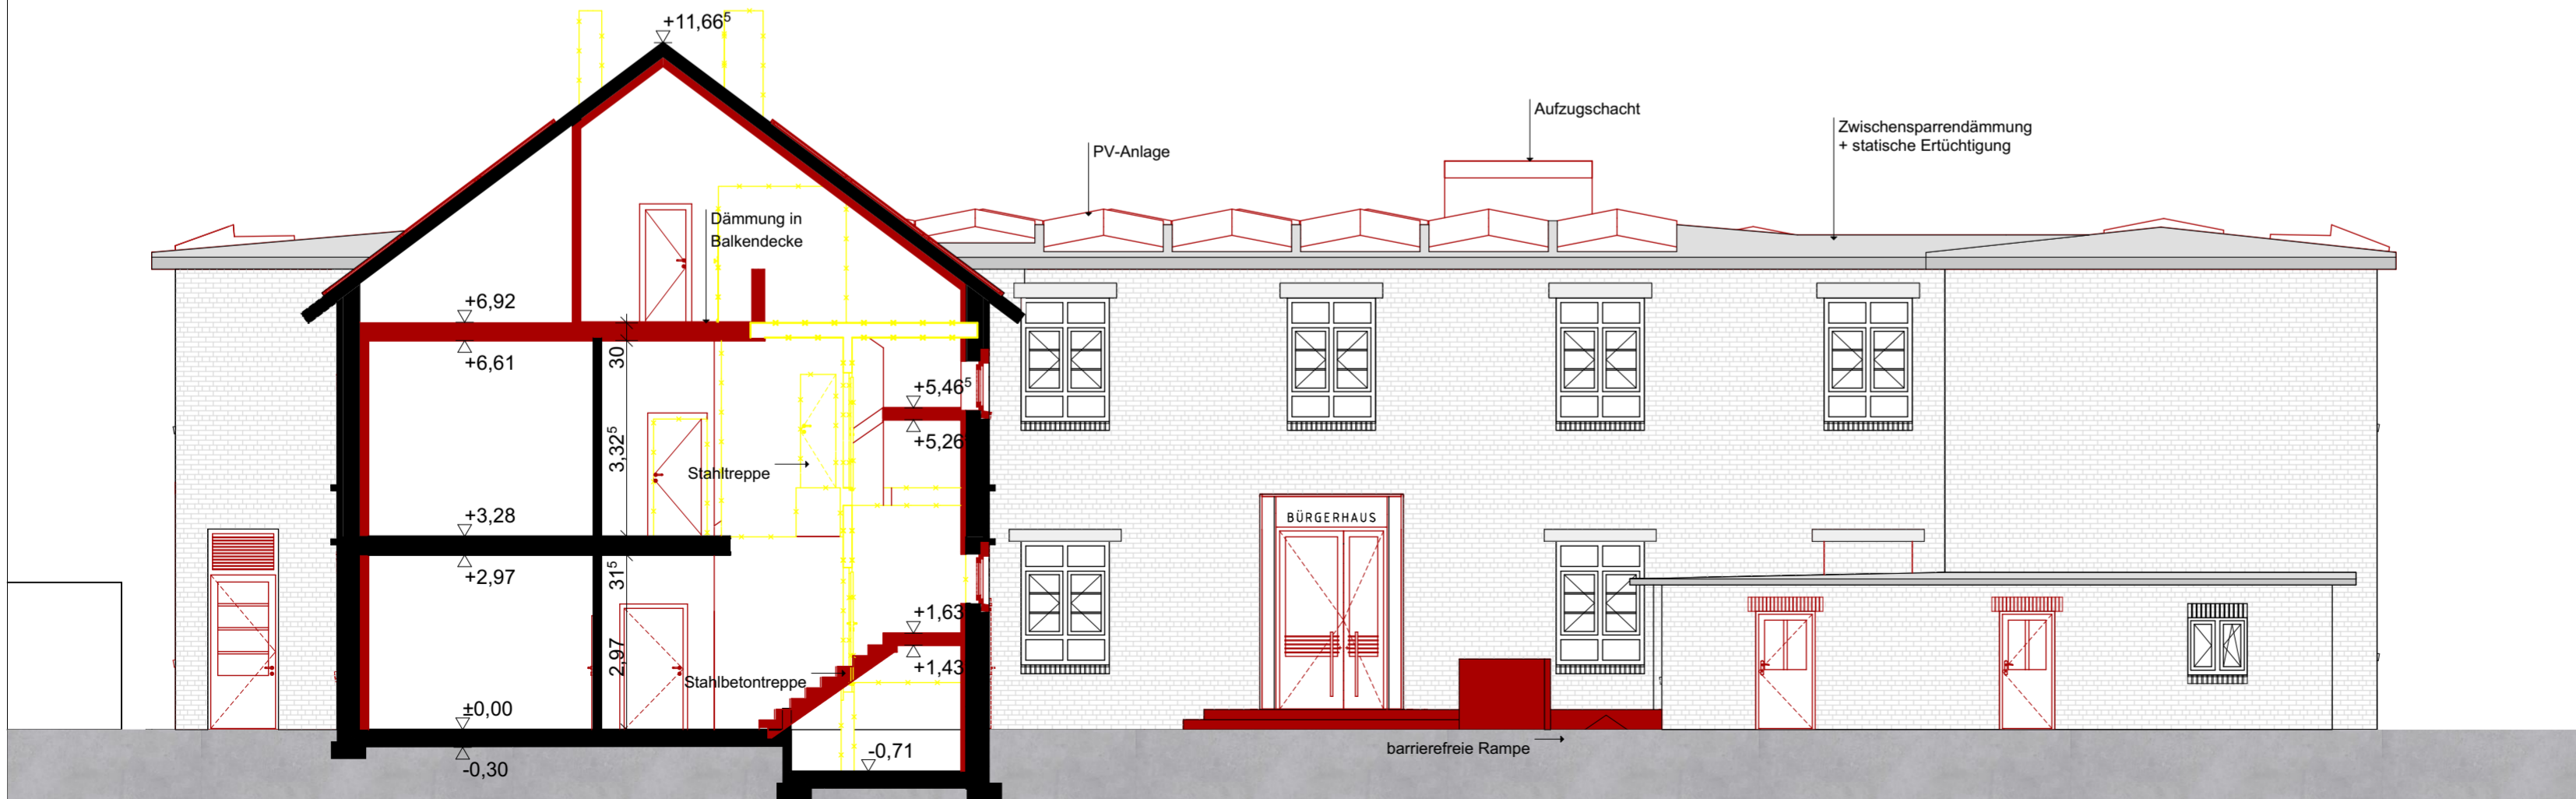 +11,66⁵
Aufzugschacht
Zwischensparrendämmung
+ statische Ertüchtigung
PV-Anlage
Dämmung in
Balkendecke
+6,92
+6,61
30
+5,46⁵
+5,26
3,32⁵
Stahltreppe
+3,28
BÜRGERHAUS
+2,97
31⁵
+1,63
+1,43
2,97
Stahlbetontreppe
±0,00
-0,71
barrierefreie Rampe
-0,30